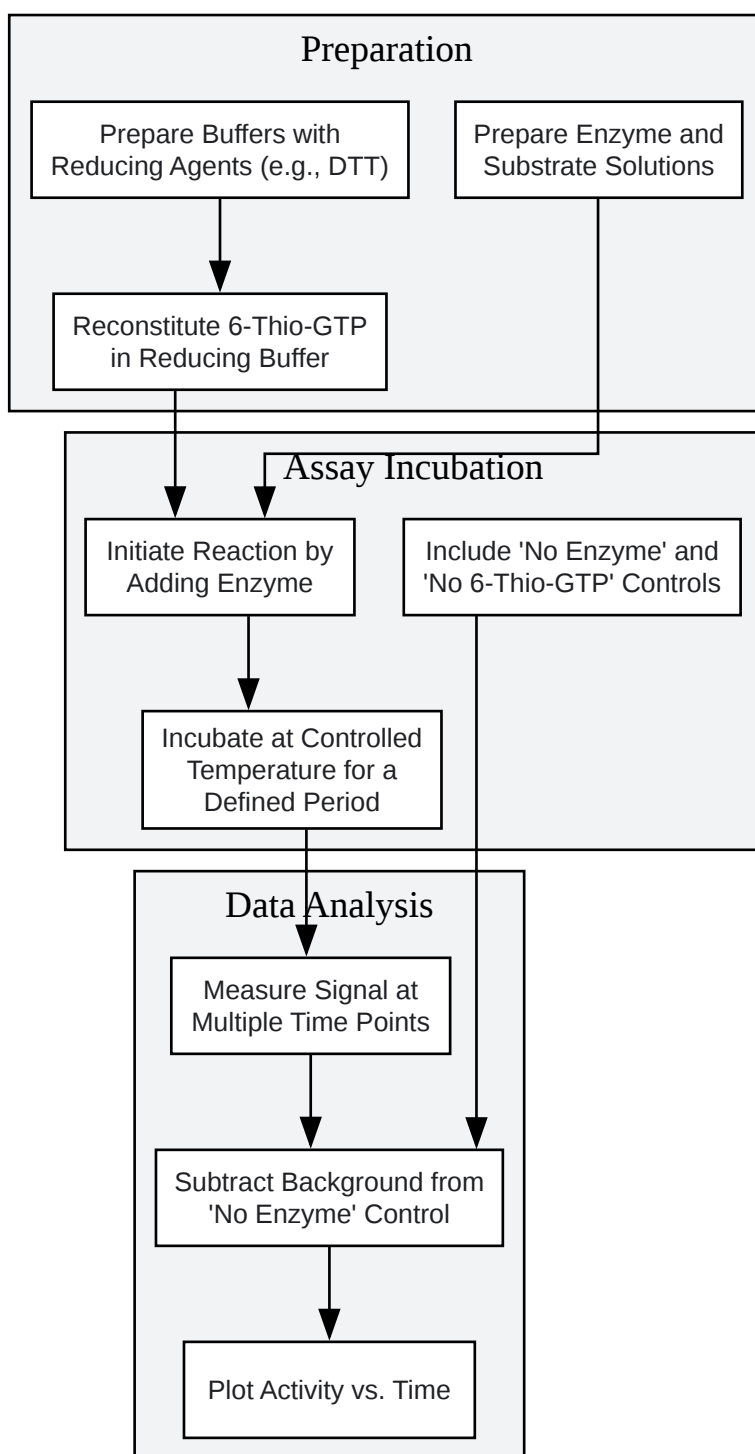 Preparation
Prepare Buffers with
Reducing Agents (e.g., DTT)
Prepare Enzyme and
Substrate Solutions
Reconstitute 6-Thio-GTP
in Reducing Buffer
Assay Incubation
Initiate Reaction by
Adding Enzyme
Include 'No Enzyme' and
'No 6-Thio-GTP' Controls
Incubate at Controlled
Temperature for a
Defined Period
Data Analysis
Measure Signal at
Multiple Time Points
Subtract Background from
'No Enzyme' Control
Plot Activity vs. Time